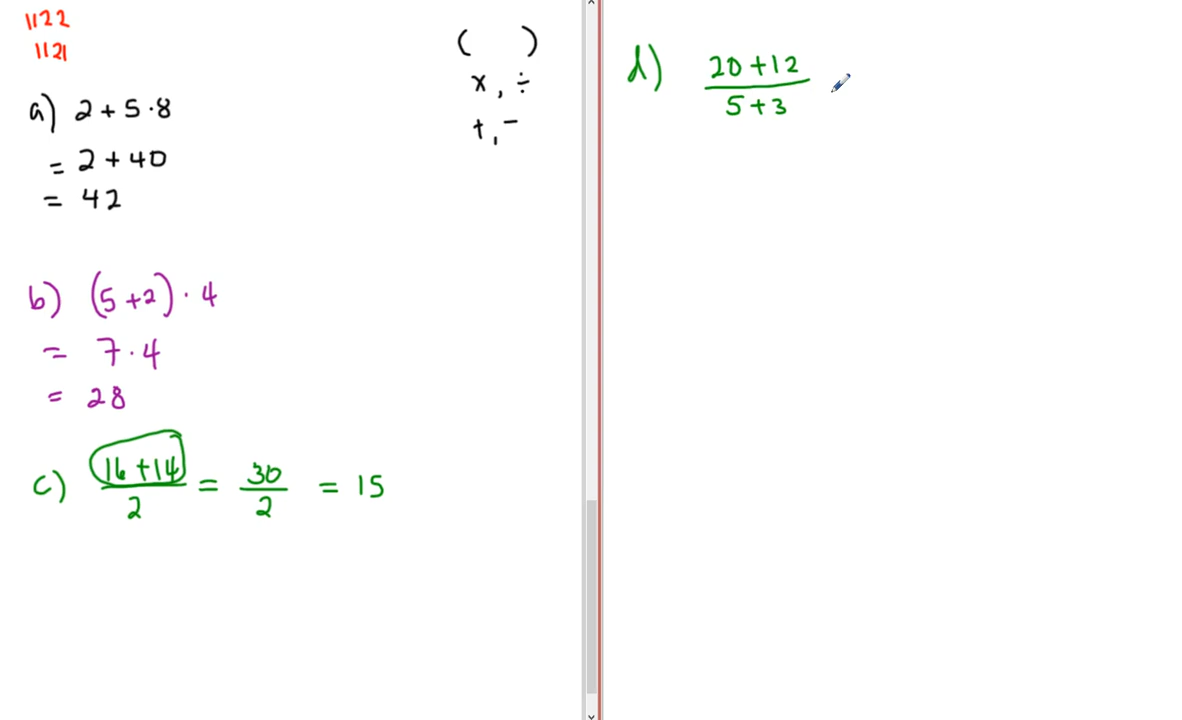 1122
1121
a) 2 + 5 · 8
= 2 + 40
= 42
( )
x , ÷
+ , -
b) (5 + 2) · 4
= 7 · 4
= 28
c) 16 + 14 / 2 = 30 / 2 = 15
d) 20 + 12 / 5 + 3